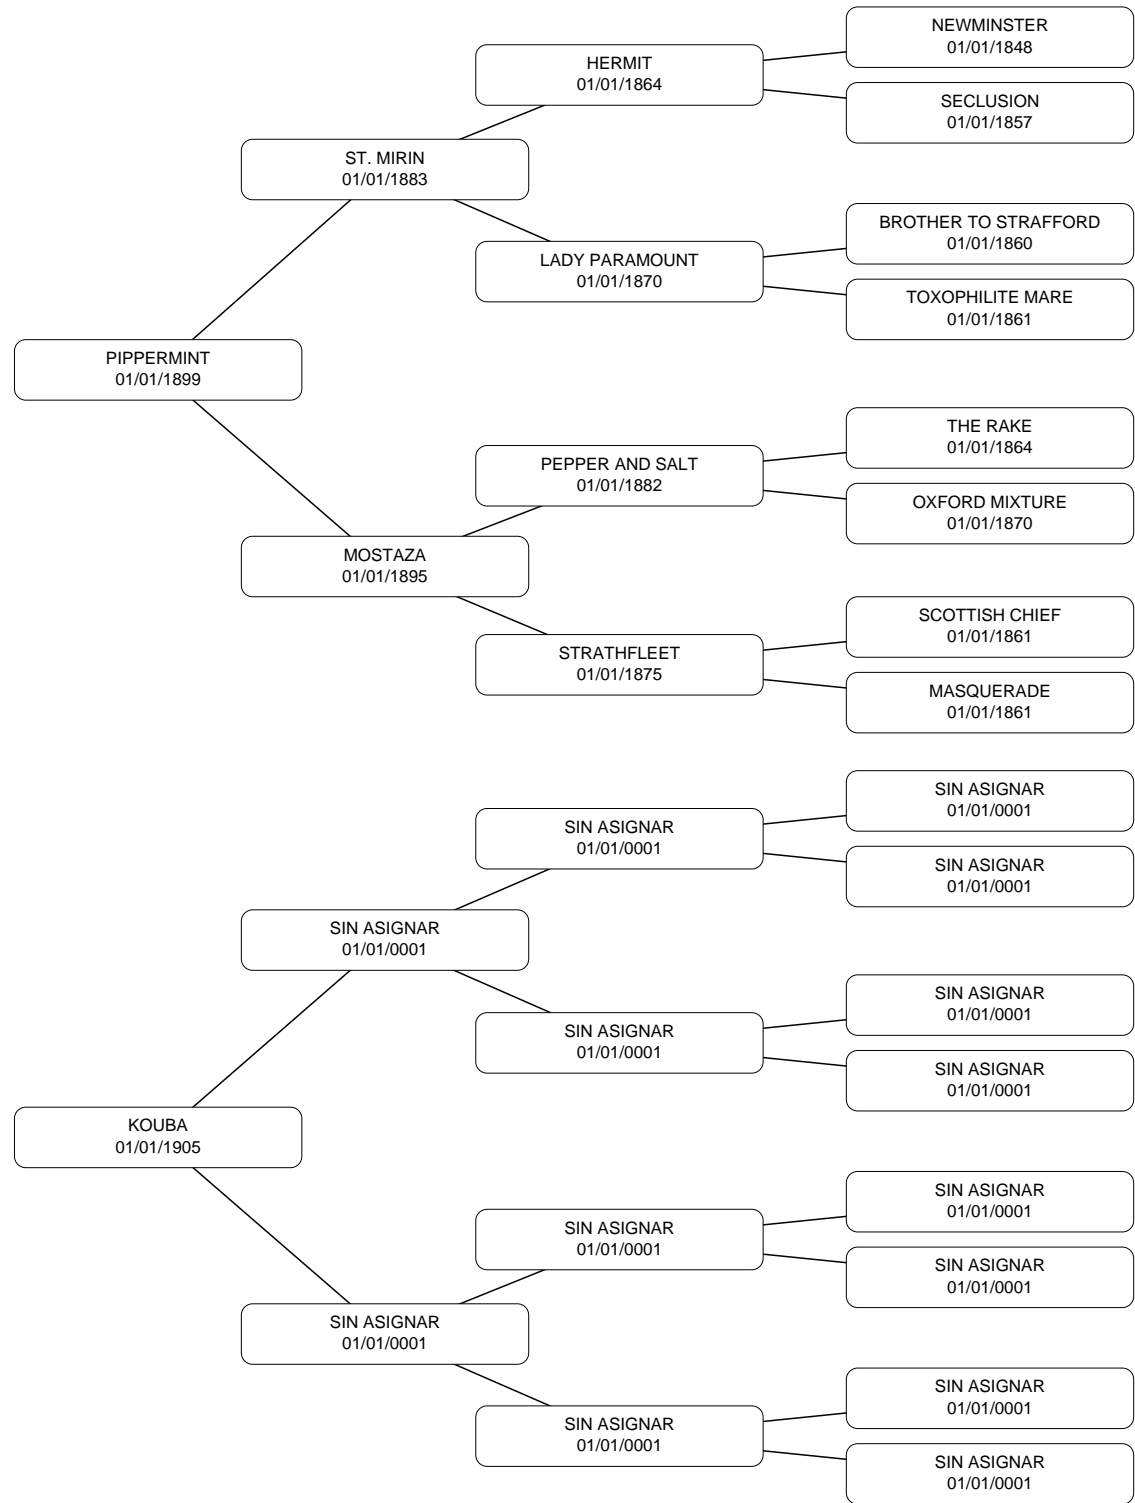 NEWMINSTER
01/01/1848
HERMIT
01/01/1864
SECLUSION
01/01/1857
ST. MIRIN
01/01/1883
BROTHER TO STRAFFORD
01/01/1860
LADY PARAMOUNT
01/01/1870
TOXOPHILITE MARE
01/01/1861
PIPPERMINT
01/01/1899
THE RAKE
01/01/1864
PEPPER AND SALT
01/01/1882
OXFORD MIXTURE
01/01/1870
MOSTAZA
01/01/1895
SCOTTISH CHIEF
01/01/1861
STRATHFLEET
01/01/1875
MASQUERADE
01/01/1861
SIN ASIGNAR
01/01/0001
SIN ASIGNAR
01/01/0001
SIN ASIGNAR
01/01/0001
SIN ASIGNAR
01/01/0001
SIN ASIGNAR
01/01/0001
SIN ASIGNAR
01/01/0001
SIN ASIGNAR
01/01/0001
KOUBA
01/01/1905
SIN ASIGNAR
01/01/0001
SIN ASIGNAR
01/01/0001
SIN ASIGNAR
01/01/0001
SIN ASIGNAR
01/01/0001
SIN ASIGNAR
01/01/0001
SIN ASIGNAR
01/01/0001
SIN ASIGNAR
01/01/0001